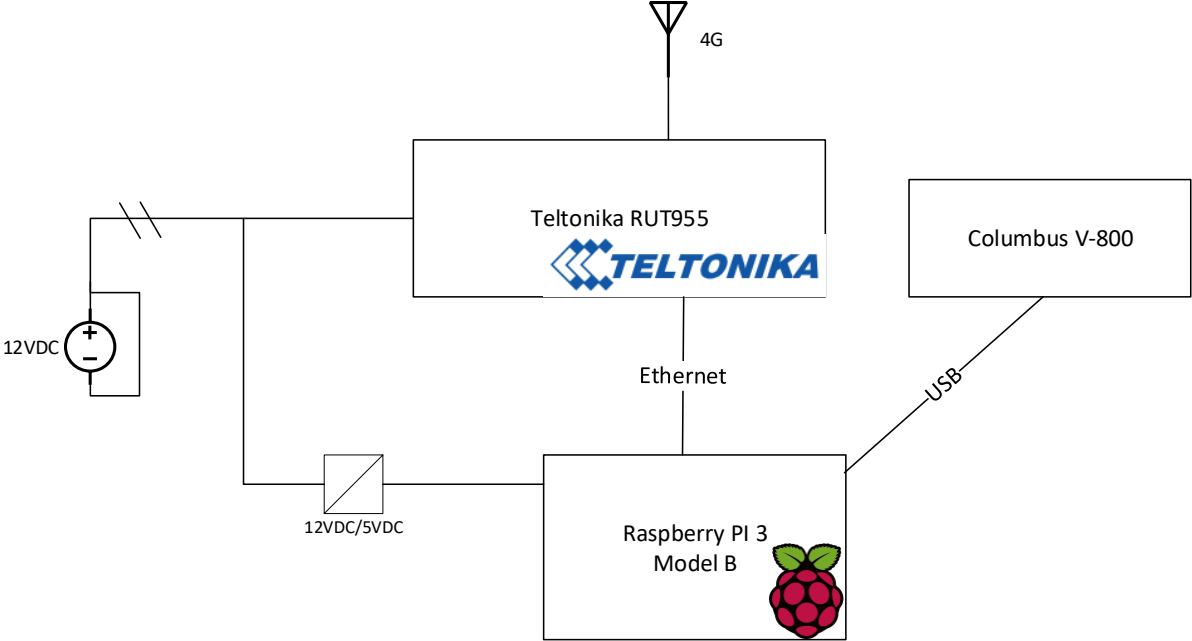 4G
Teltonika RUT955
TELTONIKA
Columbus V-800
12VDC
+
−
Ethernet
USB
12VDC/5VDC
Raspberry PI 3
Model B